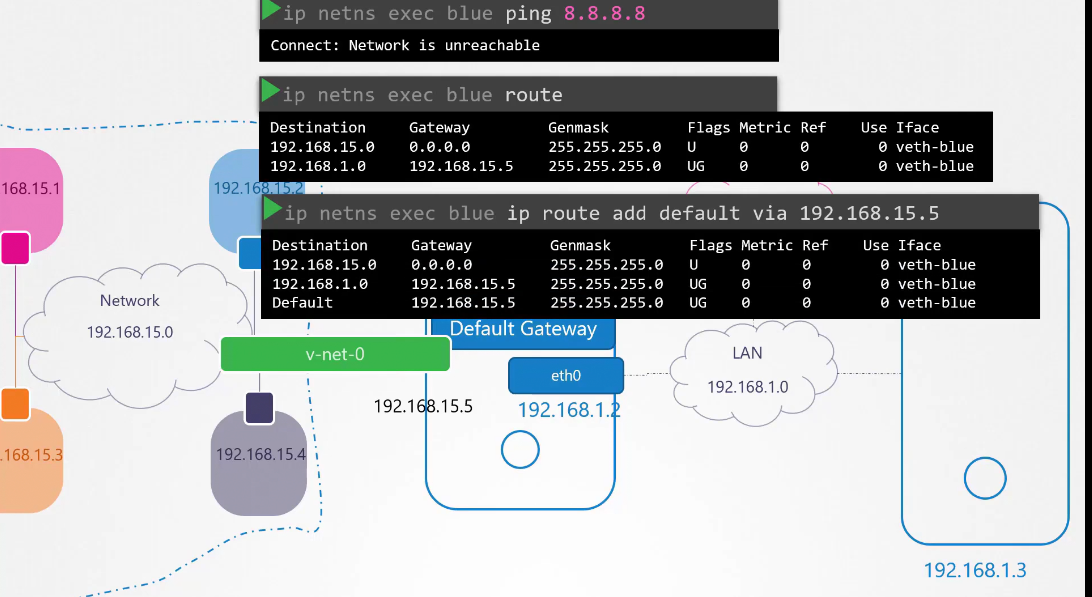 ip netns exec blue ping 8.8.8.8
Connect: Network is unreachable
ip netns exec blue route
Destination Gateway Genmask Flags Metric Ref Use Iface
192.168.15.0 0.0.0.0 255.255.255.0 U 0 0 0 veth-blue
192.168.1.0 192.168.15.5 255.255.255.0 UG 0 0 0 veth-blue
168.15.1
192.168.15.2
ip netns exec blue ip route add default via 192.168.15.5
Destination Gateway Genmask Flags Metric Ref Use Iface
192.168.15.0 0.0.0.0 255.255.255.0 U 0 0 0 veth-blue
192.168.1.0 192.168.15.5 255.255.255.0 UG 0 0 0 veth-blue
Default 192.168.15.5 255.255.255.0 UG 0 0 0 veth-blue
Network
192.168.15.0
Default Gateway
v-net-0
eth0
LAN
192.168.1.0
192.168.15.5
192.168.1.2
.168.15.3
192.168.15.4
192.168.1.3